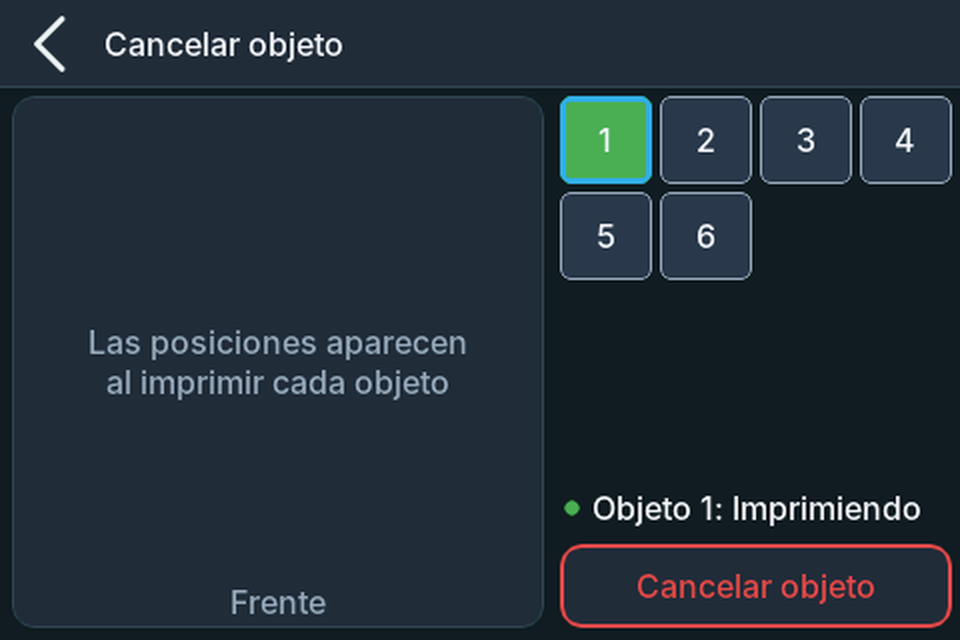 Cancelar objeto
1
2
3
4
5
6
Las posiciones aparecen
al imprimir cada objeto
Frente
Objeto 1: Imprimiendo
Cancelar objeto